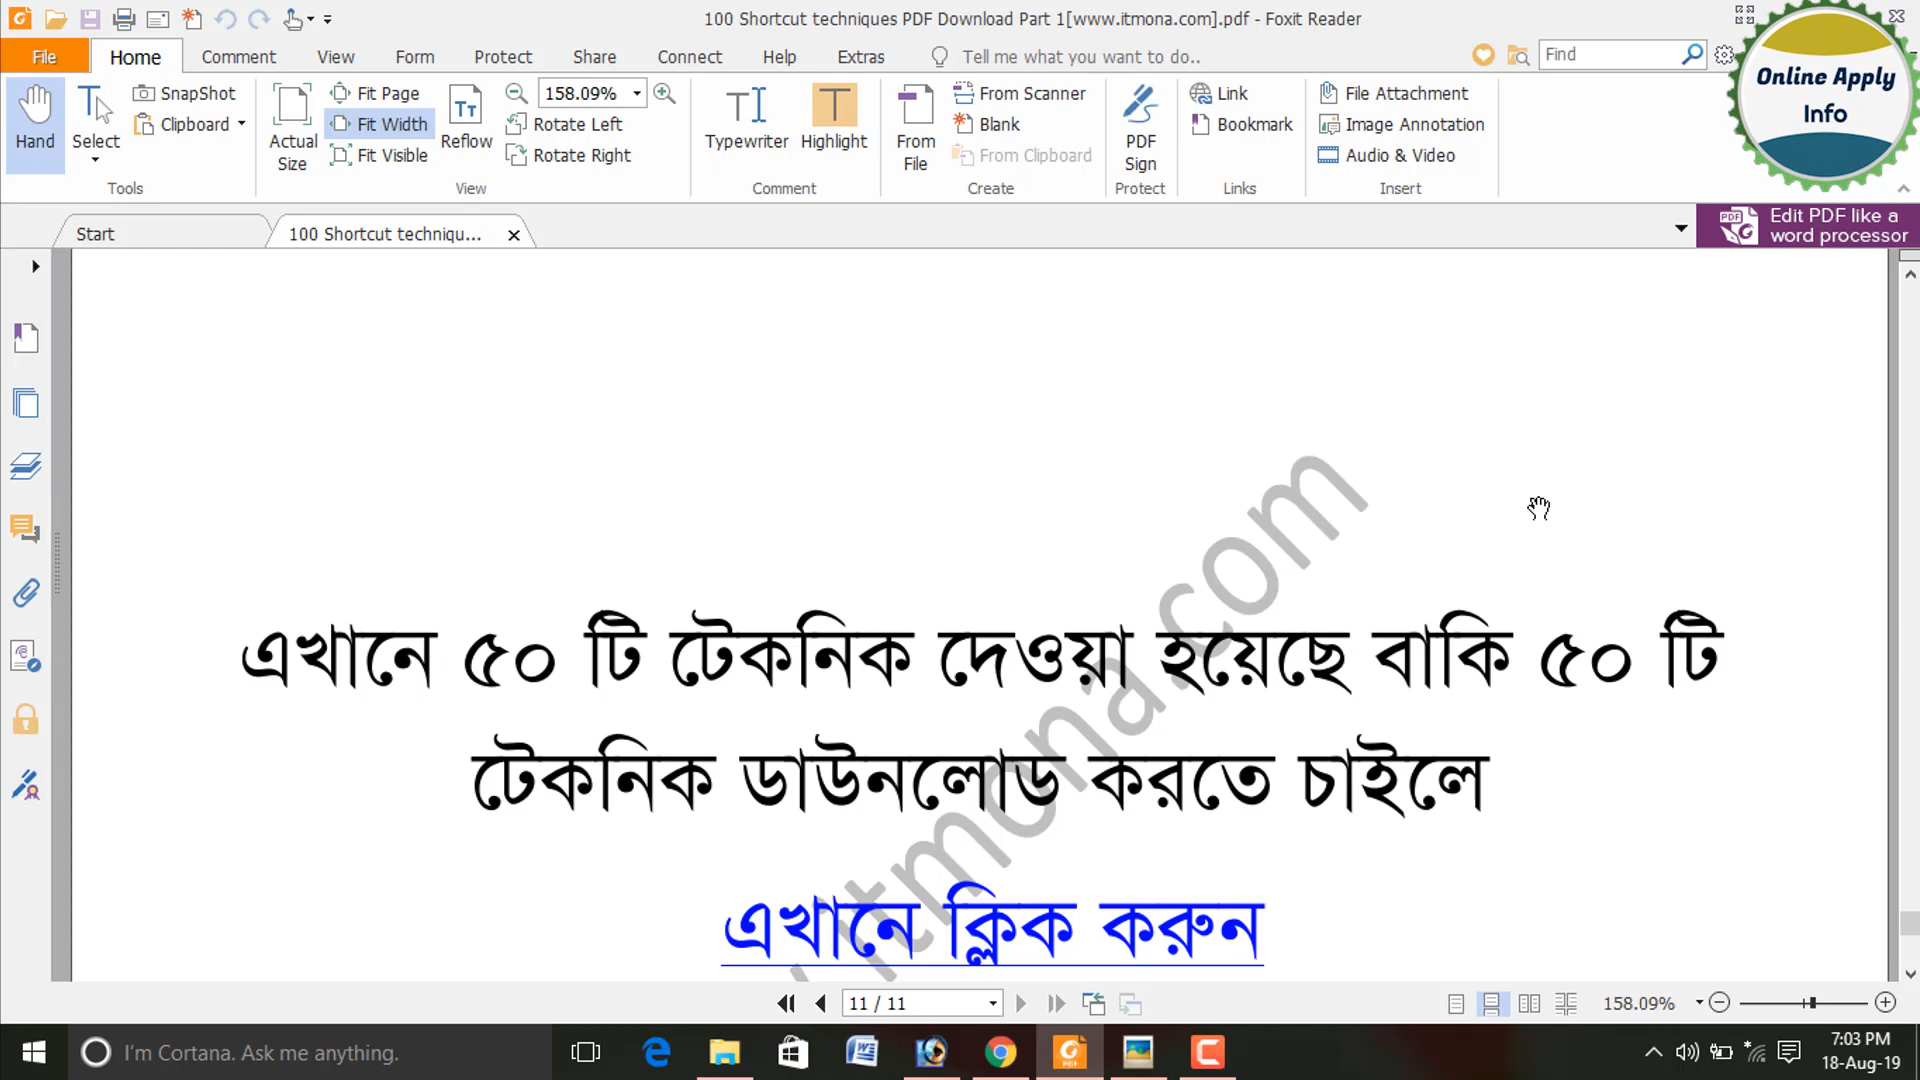 100 Shortcut techniques PDF Download Part 1[www.itmona.com].pdf - Foxit Reader
File Home Comment View Form Protect Share Connect Help Extras Tell me what you want to do.. Find
Online Apply
Info
Hand Select SnapShot Clipboard
Tools
Actual Size Fit Page Fit Width Fit Visible Reflow 158.09% Rotate Left Rotate Right
View
Typewriter Highlight
Comment
From File From Scanner Blank From Clipboard
Create
PDF Sign
Protect
Link Bookmark
Links
File Attachment Image Annotation Audio & Video
Insert
Start 100 Shortcut techniqu...
Edit PDF like a
word processor
এখানে ৫০ টি টেকনিক দেওয়া হয়েছে বাকি ৫০ টি
টেকনিক ডাউনলোড করতে চাইলে
এখানে ক্লিক করুন
itmona.com
11 / 11 158.09%
I'm Cortana. Ask me anything.
7:03 PM
18-Aug-19